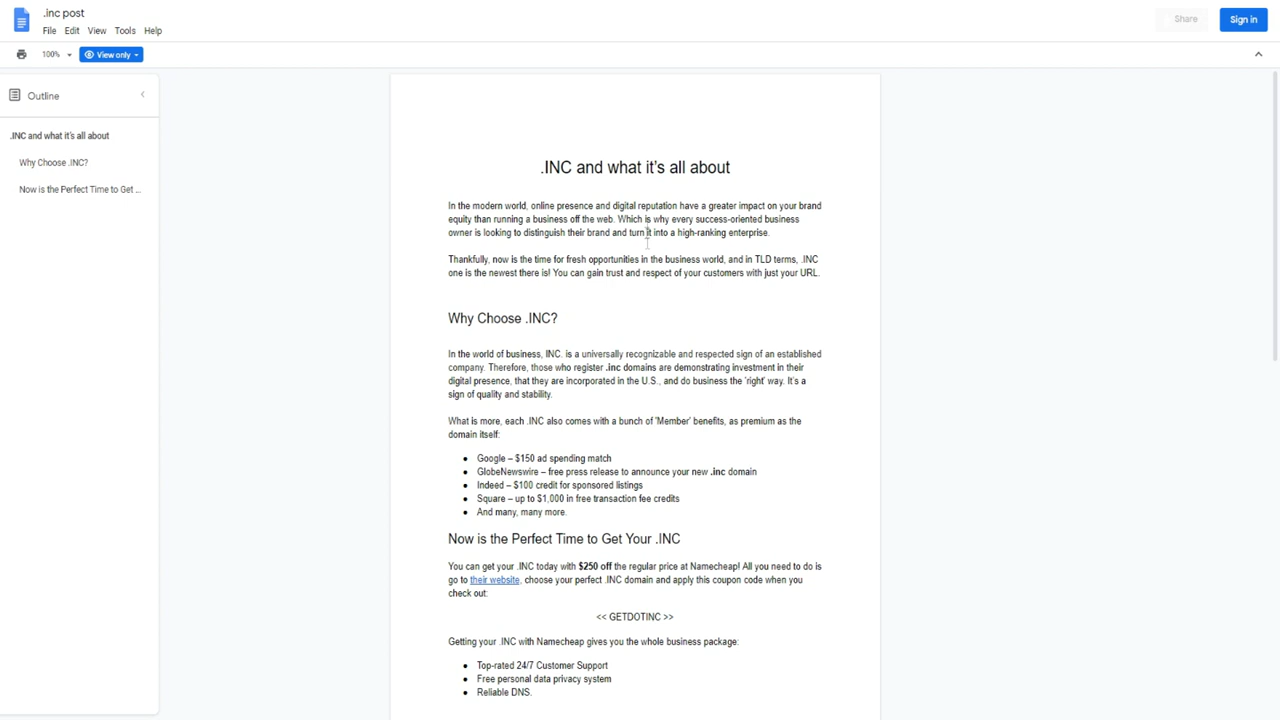 .inc post
File Edit View Tools Help
Share
Sign in
100%
View only
Outline
.INC and what it's all about
Why Choose .INC?
Now is the Perfect Time to Get ...
.INC and what it's all about
In the modern world, online presence and digital reputation have a greater impact on your brand
equity than running a business off the web. Which is why every success-oriented business
owner is looking to distinguish their brand and turn it into a high-ranking enterprise.
Thankfully, now is the time for fresh opportunities in the business world, and in TLD terms, .INC
one is the newest there is! You can gain trust and respect of your customers with just your URL.
Why Choose .INC?
In the world of business, INC. is a universally recognizable and respected sign of an established
company. Therefore, those who register .inc domains are demonstrating investment in their
digital presence, that they are incorporated in the U.S., and do business the 'right' way. It's a
sign of quality and stability.
What is more, each .INC also comes with a bunch of 'Member' benefits, as premium as the
domain itself:
● Google – $150 ad spending match
● GlobeNewswire – free press release to announce your new .inc domain
● Indeed – $100 credit for sponsored listings
● Square – up to $1,000 in free transaction fee credits
● And many, many more.
Now is the Perfect Time to Get Your .INC
You can get your .INC today with $250 off the regular price at Namecheap! All you need to do is
go to their website, choose your perfect .INC domain and apply this coupon code when you
check out:
<< GETDOTINC >>
Getting your .INC with Namecheap gives you the whole business package:
● Top-rated 24/7 Customer Support
● Free personal data privacy system
● Reliable DNS.